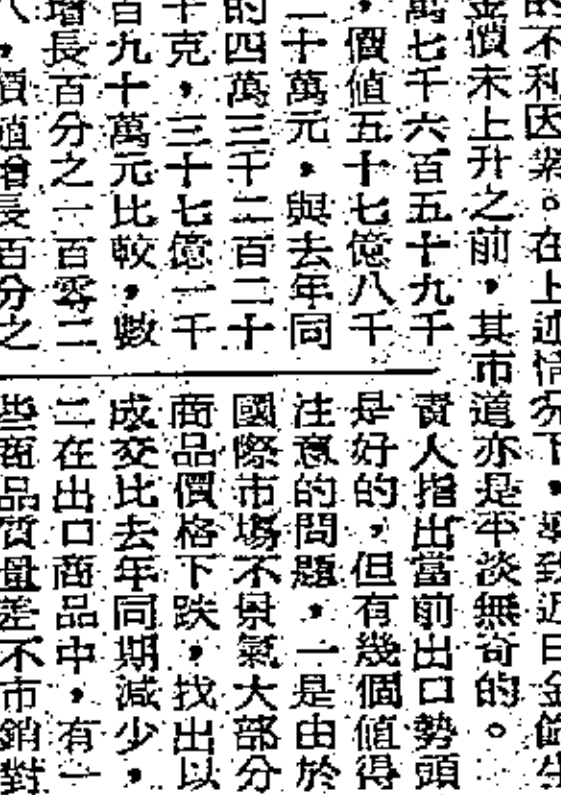 的不利因素。在上述情況下,導致近日金飾生
金價未上升之前,其市道亦是平淡無奇的。
萬七千六百五十九千
,價值五十七億八千
二十萬元,與去年同
的四萬三千二百二十
千克,三十七億一千
百九十萬元比較,數
增長百分之一百零二
,價值增長百分之
責人指出當前出口勢頭
是好的,但有幾個值得
注意的問題,一是由於
國際市場不景氣大部分
商品價格下跌,找出以
成交比去年同期減少,
二在出口商品中,有一
些商品質量差不市銷對